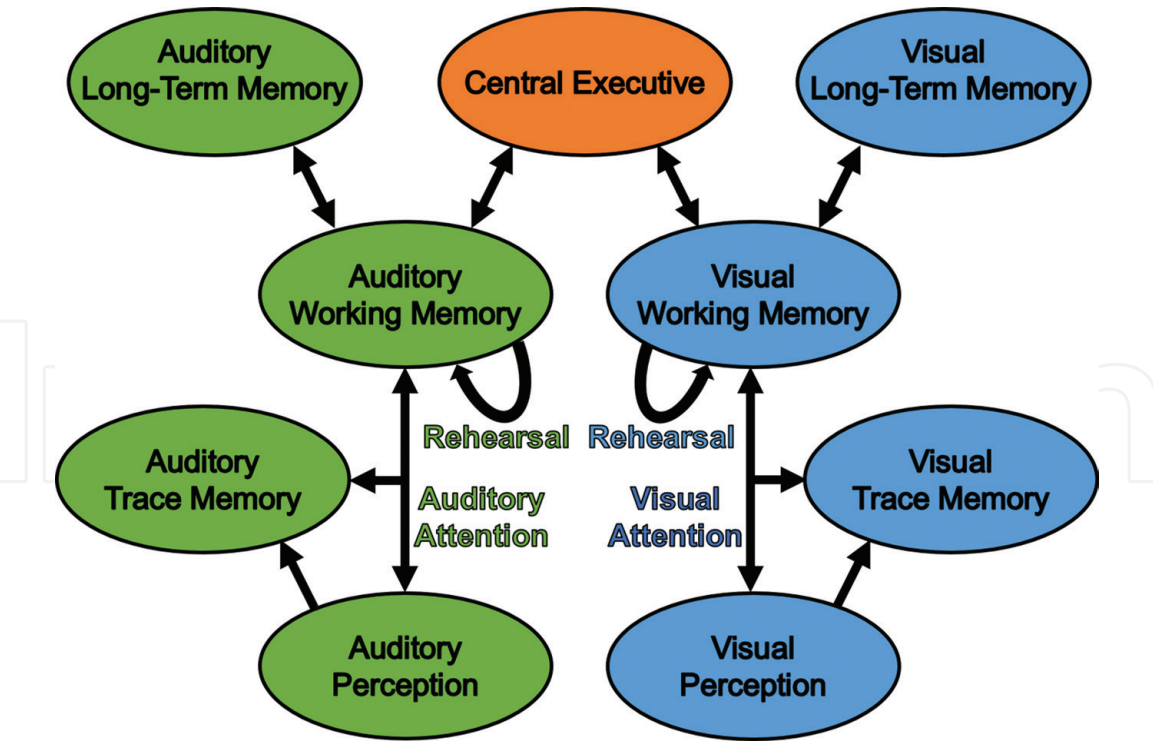 Auditory
Long-Term Memory
Central Executive
Visual
Long-Term Memory
Auditory
Working Memory
Visual
Working Memory
Rehearsal
Rehearsal
Auditory
Trace Memory
Auditory
Attention
Visual
Attention
Visual
Trace Memory
Auditory
Perception
Visual
Perception